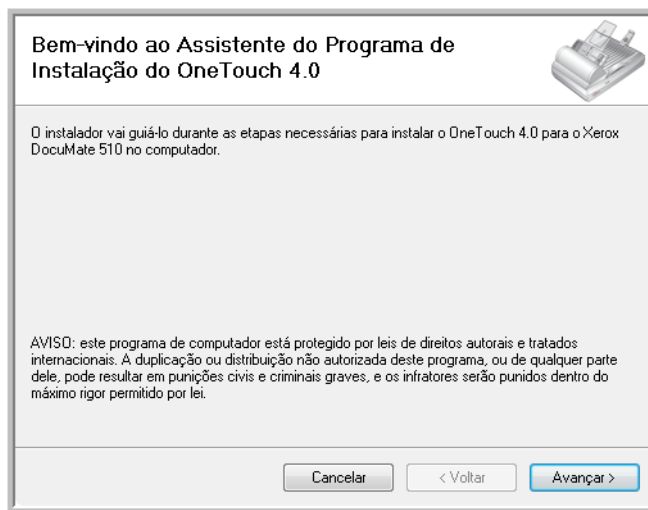 Bem-vindo ao Assistente do Programa de
Instalação do OneTouch 4.0
O instalador vai guiá-lo durante as etapas necessárias para instalar o OneTouch 4.0 para o Xerox
DocuMate 510 no computador.
AVISO: este programa de computador está protegido por leis de direitos autorais e tratados
internacionais. A duplicação ou distribuição não autorizada deste programa, ou de qualquer parte
dele, pode resultar em punições civis e criminais graves, e os infratores serão punidos dentro do
máximo rigor permitido por lei.
Cancelar
< Voltar
Avançar >